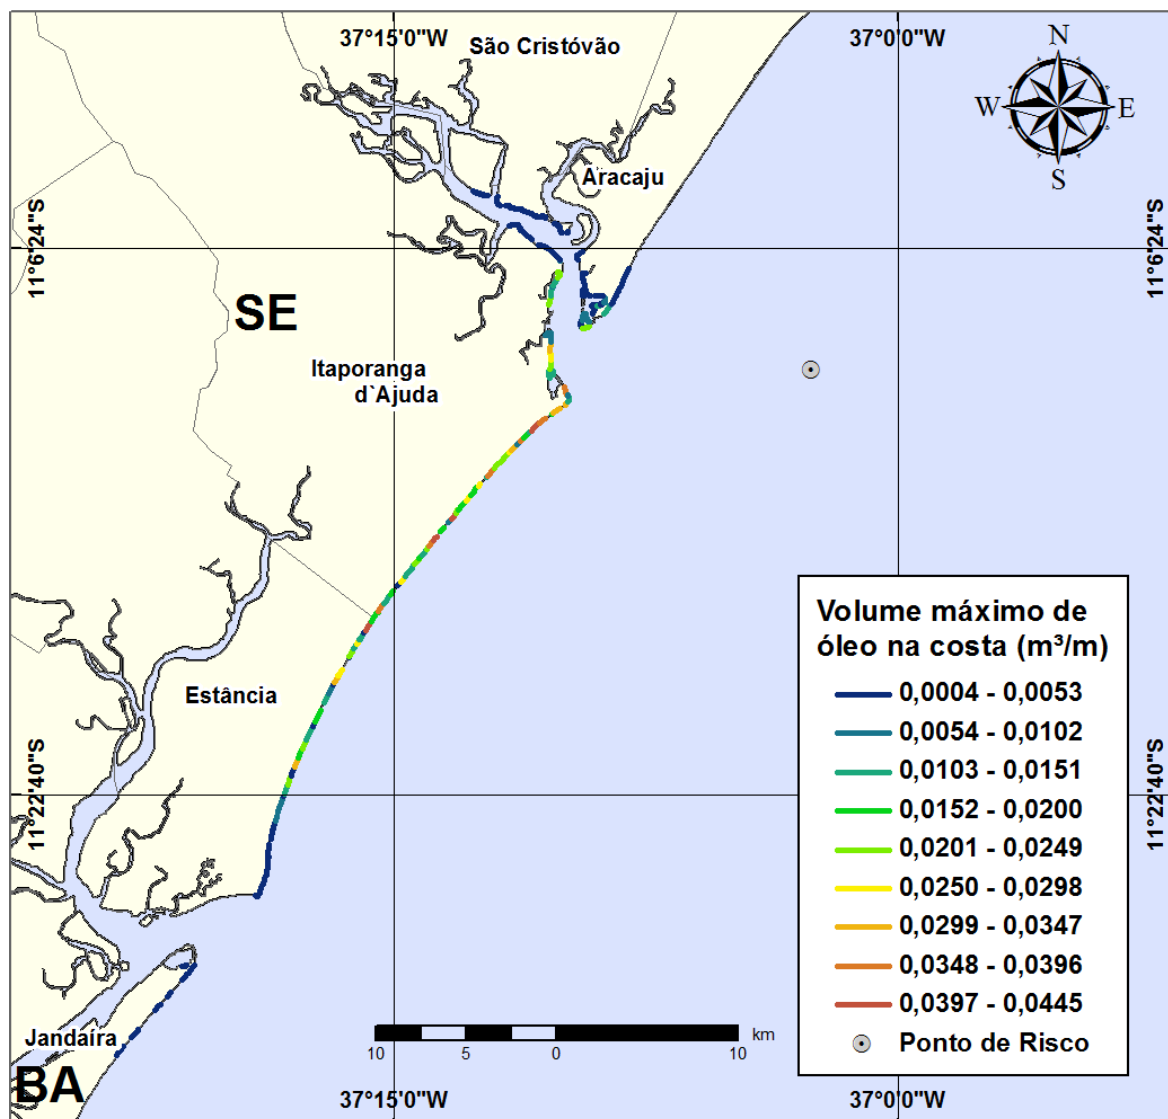 37°15'0"W
37°0'0"W
São Cristóvão
N
W
E
S
Aracaju
11°6'24"S
11°6'24"S
SE
Itaporanga
d`Ajuda
Estância
Volume máximo de
óleo na costa (m³/m)
0,0004 - 0,0053
0,0054 - 0,0102
0,0103 - 0,0151
0,0152 - 0,0200
0,0201 - 0,0249
0,0250 - 0,0298
0,0299 - 0,0347
0,0348 - 0,0396
0,0397 - 0,0445
Ponto de Risco
11°22'40"S
11°22'40"S
Jandaíra
km
10 5 0 10
BA
37°15'0"W
37°0'0"W